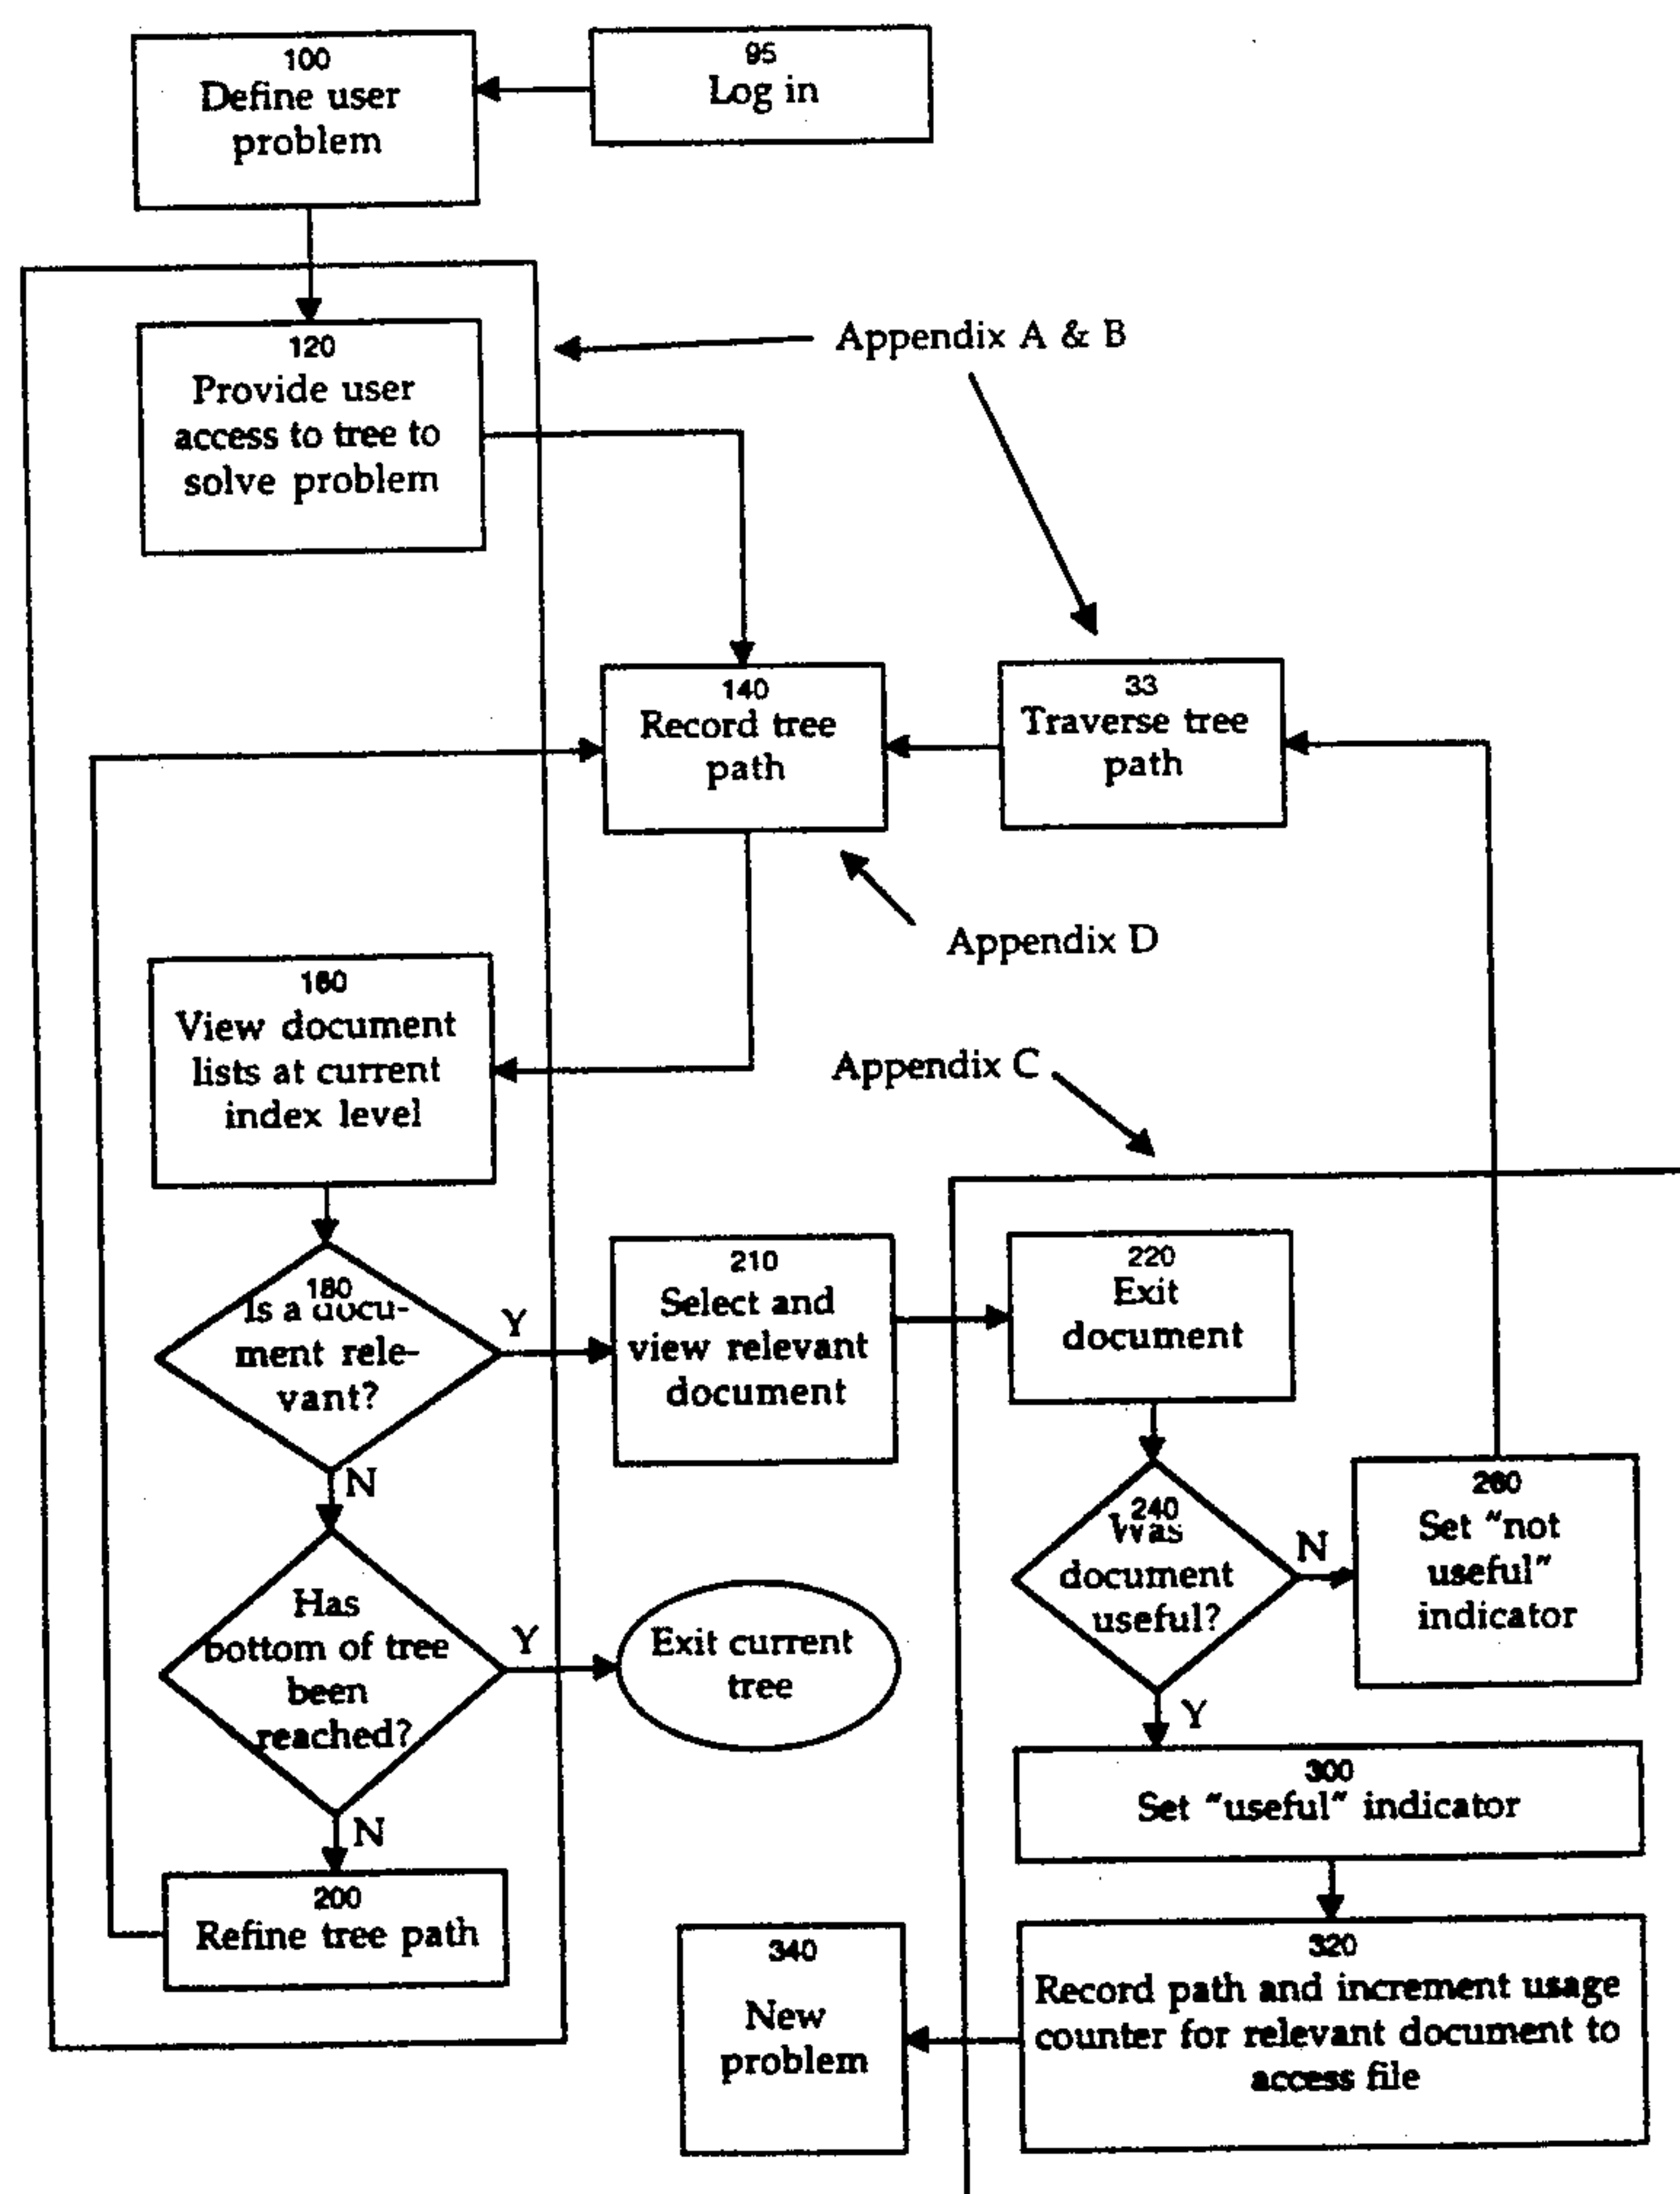 100
Define user
problem
95
Log in
120
Provide user
access to tree to
solve problem
Appendix A & B
140
Record tree
path
33
Traverse tree
path
Appendix D
160
View document
lists at current
index level
Appendix C
180
Is a docu-
ment rele-
vant?
Y
N
210
Select and
view relevant
document
220
Exit
document
240
Was
document
useful?
N
Y
260
Set "not
useful"
indicator
Has
bottom of tree
been
reached?
Y
N
Exit current
tree
300
Set "useful" indicator
200
Refine tree path
340
New
problem
320
Record path and increment usage
counter for relevant document to
access file